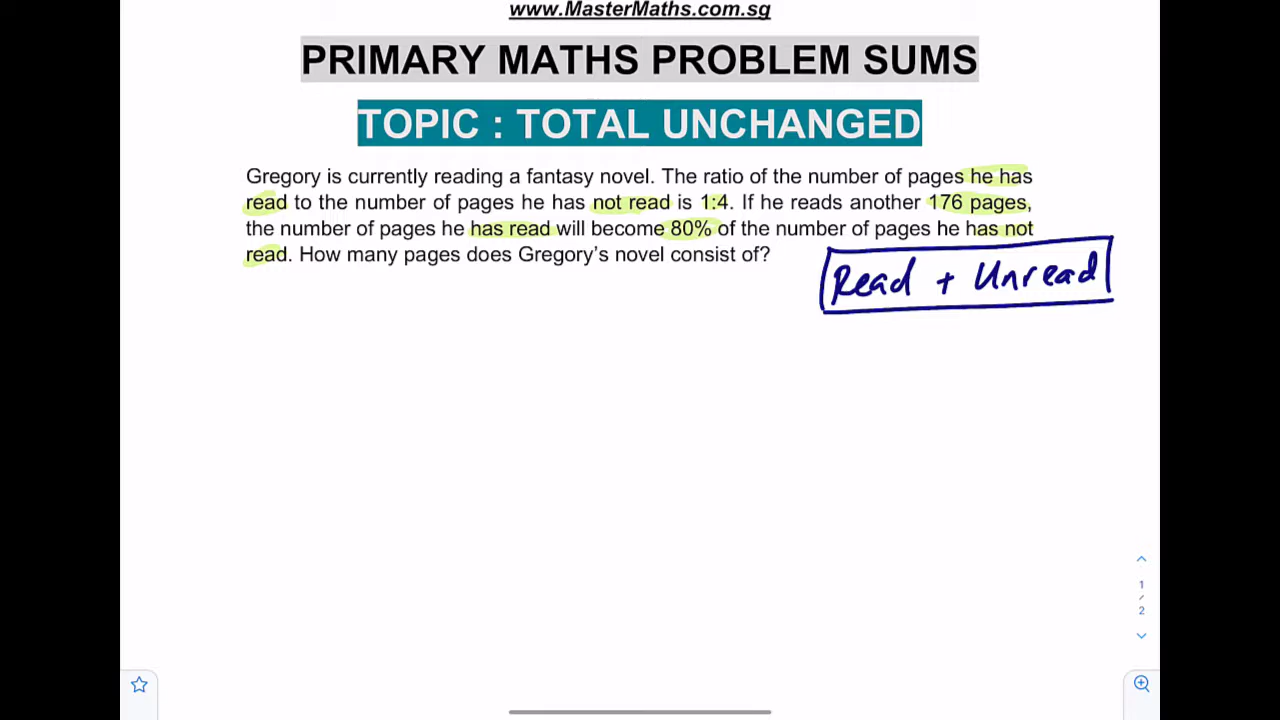 www.MasterMaths.com.sg
PRIMARY MATHS PROBLEM SUMS
TOPIC : TOTAL UNCHANGED
Gregory is currently reading a fantasy novel. The ratio of the number of pages he has
read to the number of pages he has not read is 1:4. If he reads another 176 pages,
the number of pages he has read will become 80% of the number of pages he has not
read. How many pages does Gregory's novel consist of?
Read + Unread
1
/
2